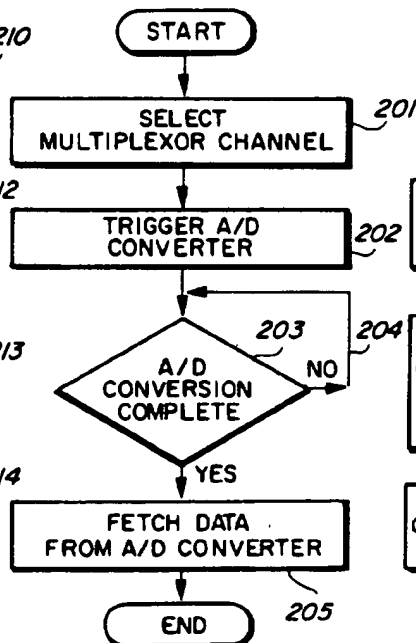 210
START
SELECT
MULTIPLEXOR CHANNEL
201
12
TRIGGER A/D
CONVERTER
202
203
204
213
A/D
CONVERSION
COMPLETE
NO
YES
14
FETCH DATA
FROM A/D CONVERTER
205
END